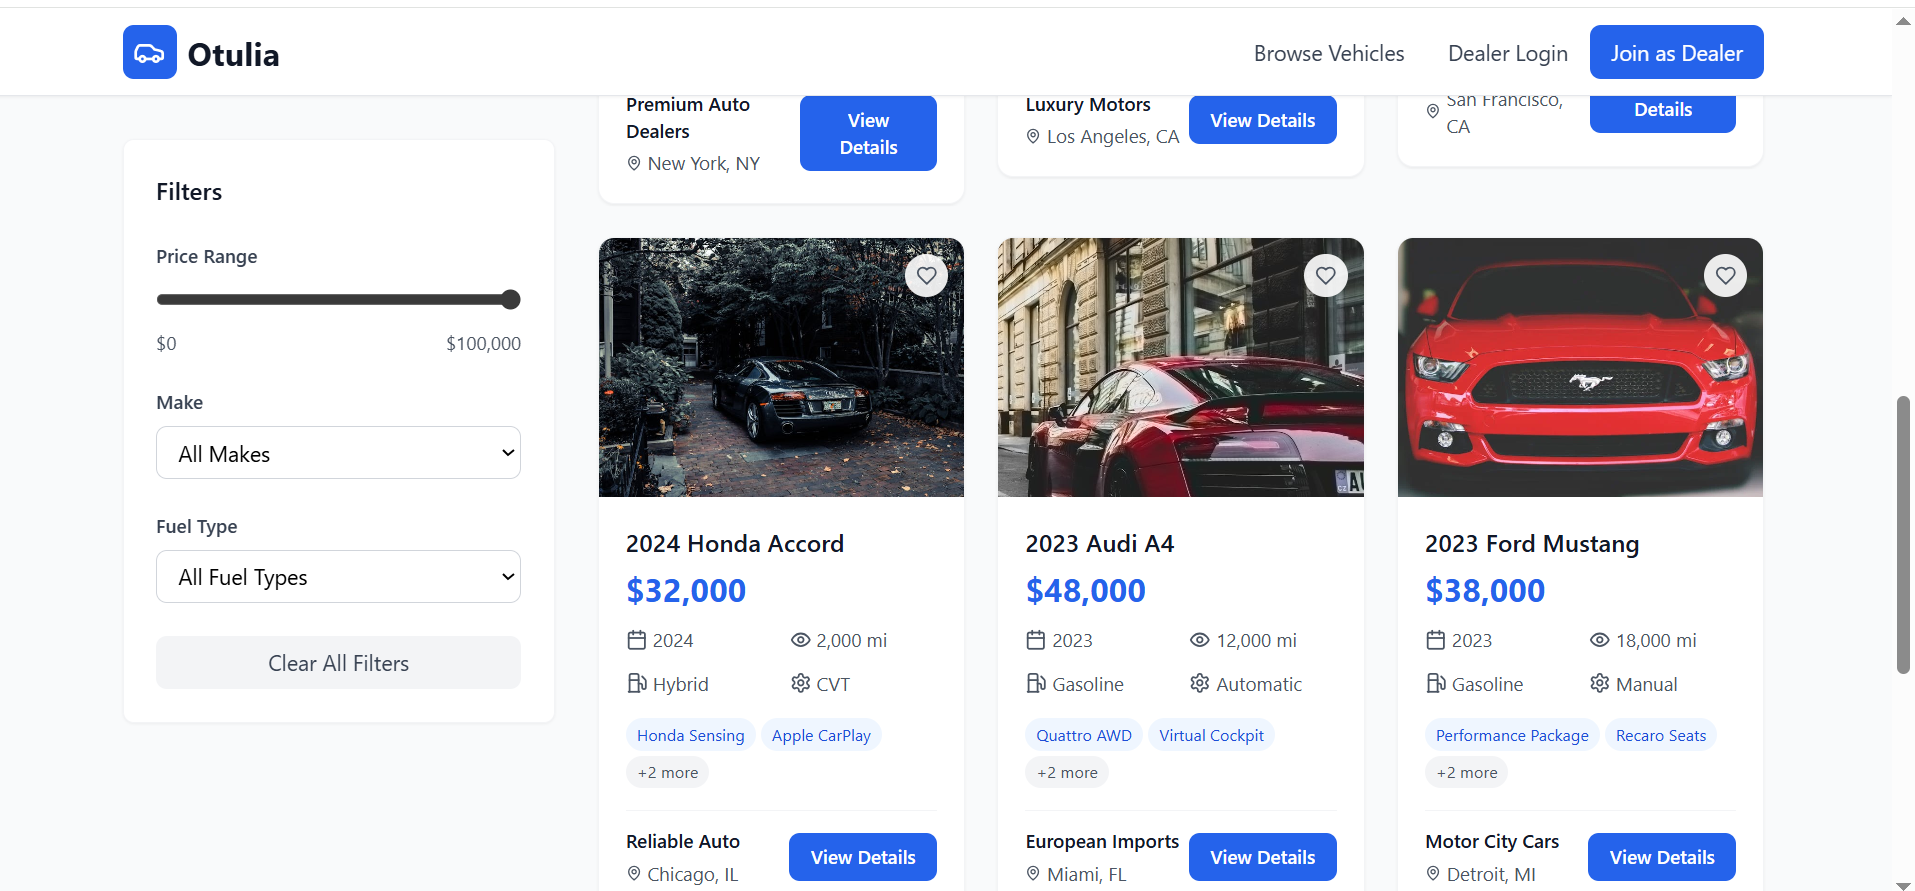 Otulia
Browse Vehicles
Dealer Login
Join as Dealer
Filters
Price Range
$0
$100,000
Make
All Makes
Fuel Type
All Fuel Types
Clear All Filters
Premium Auto
Dealers
New York, NY
View
Details
Luxury Motors
Los Angeles, CA
View Details
San Francisco,
CA
Details
2024 Honda Accord
$32,000
2024
2,000 mi
Hybrid
CVT
Honda Sensing
Apple CarPlay
+2 more
Reliable Auto
Chicago, IL
View Details
2023 Audi A4
$48,000
2023
12,000 mi
Gasoline
Automatic
Quattro AWD
Virtual Cockpit
+2 more
European Imports
Miami, FL
View Details
2023 Ford Mustang
$38,000
2023
18,000 mi
Gasoline
Manual
Performance Package
Recaro Seats
+2 more
Motor City Cars
Detroit, MI
View Details